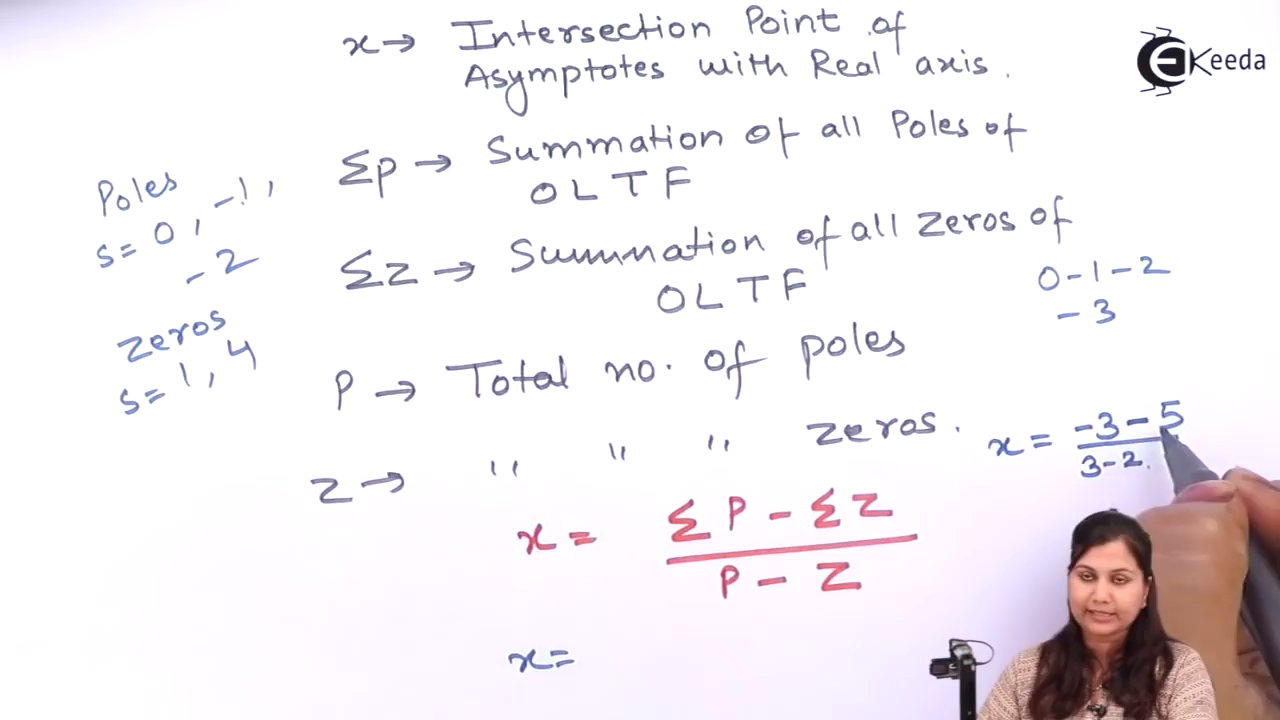 x → Intersection Point of
Asymptotes with Real axis.
EKeeda
Σp → Summation of all Poles of
OLTF
Poles
s = 0, -1,
-2
Σz → Summation of all zeros of
OLTF
0-1-2
-3
zeros
s = 1, 4
P → Total no. of poles
z → " " " zeros.
x = -3-5
3-2.
x = ΣP - ΣZ
P - Z
x =